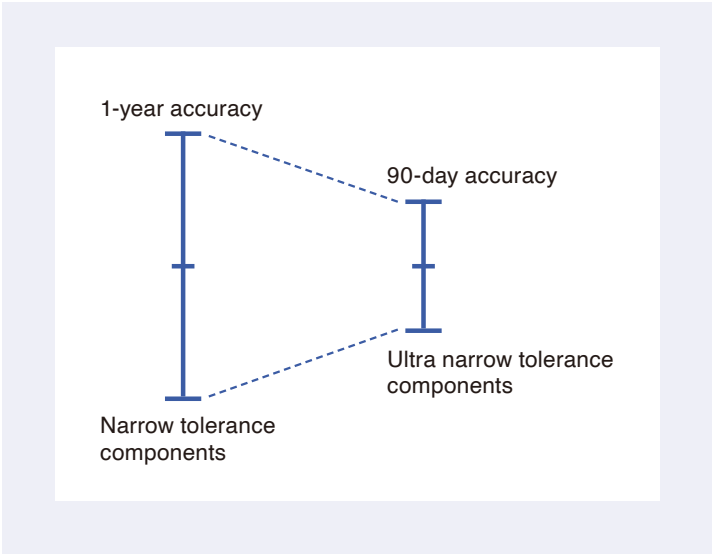 1-year accuracy
90-day accuracy
Ultra narrow tolerance
components
Narrow tolerance
components